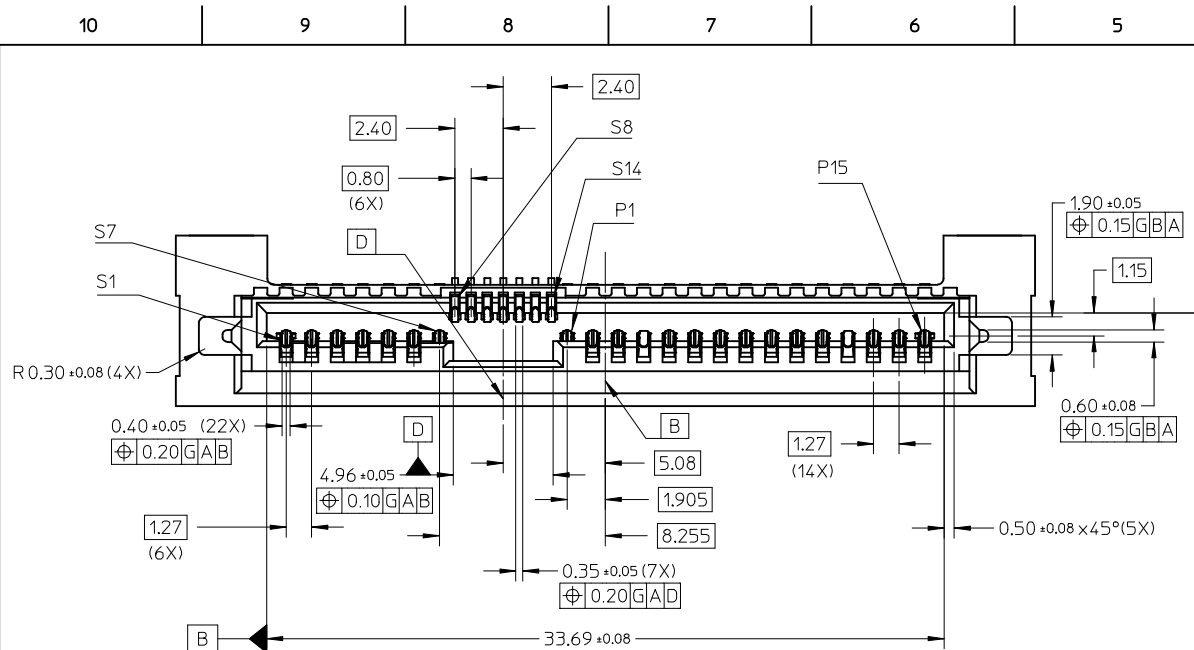 10 9 8 7 6 5
2.40
2.40
S8
0.80
(6X)
S14
P15
P1
1.90 ±0.05
⌖ 0.15 G B A
S7
D
1.15
S1
R 0.30 ±0.08 (4X)
0.40 ±0.05 (22X)
⌖ 0.20 G A B
0.60 ±0.08
⌖ 0.15 G B A
D
B
1.27
(14X)
5.08
4.96 ±0.05
⌖ 0.10 G A B
1.905
1.27
(6X)
8.255
0.50 ±0.08 x45°(5X)
0.35 ±0.05 (7X)
⌖ 0.20 G A D
B
33.69 ±0.08